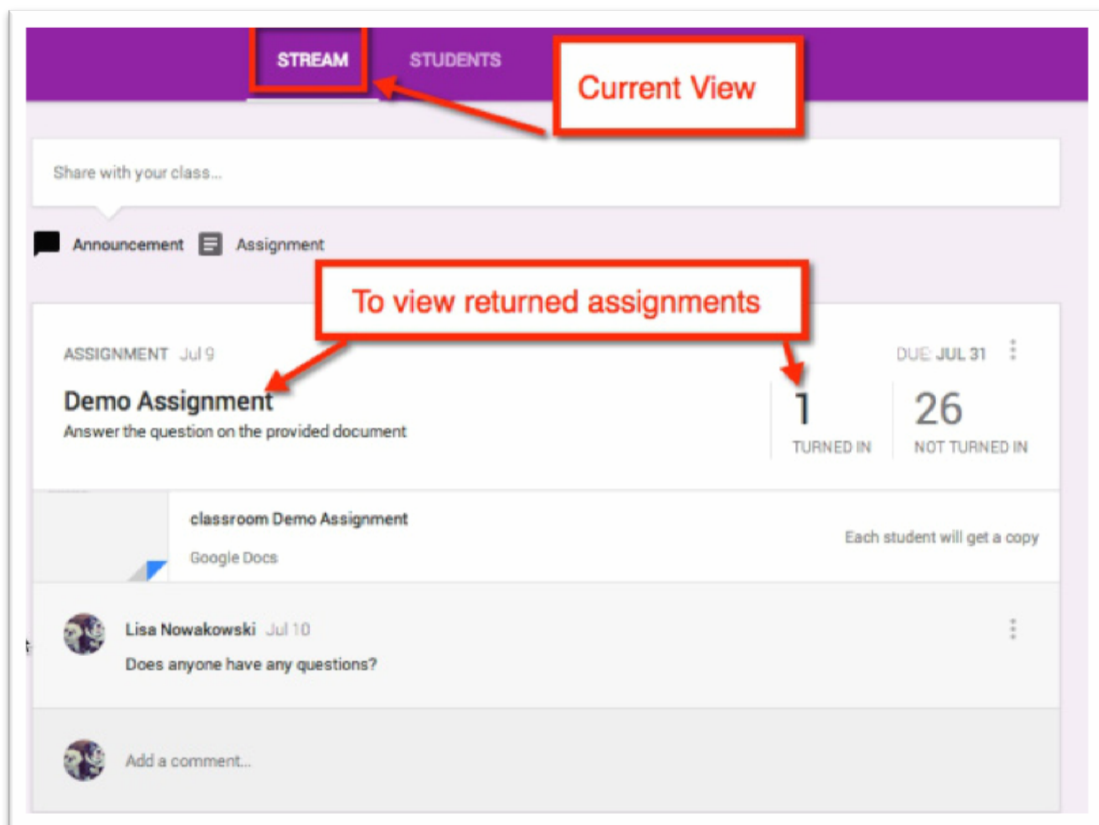 STREAM STUDENTS
Current View
Share with your class...
Announcement Assignment
To view returned assignments
ASSIGNMENT Jul 9
DUE: JUL 31
Demo Assignment
Answer the question on the provided document
1
TURNED IN
26
NOT TURNED IN
classroom Demo Assignment
Google Docs
Each student will get a copy
Lisa Nowakowski Jul 10
Does anyone have any questions?
Add a comment...